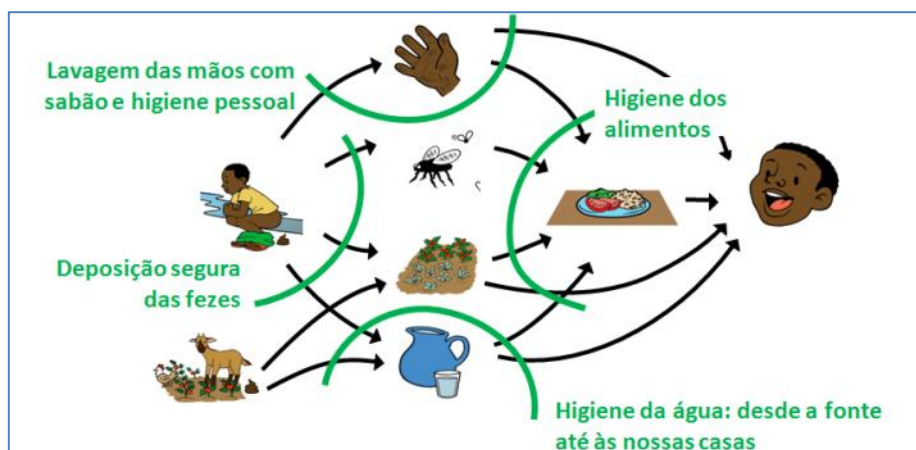 Lavagem das mãos com
sabão e higiene pessoal
Higiene dos
alimentos
Deposição segura
das fezes
Higiene da água: desde a fonte
até às nossas casas